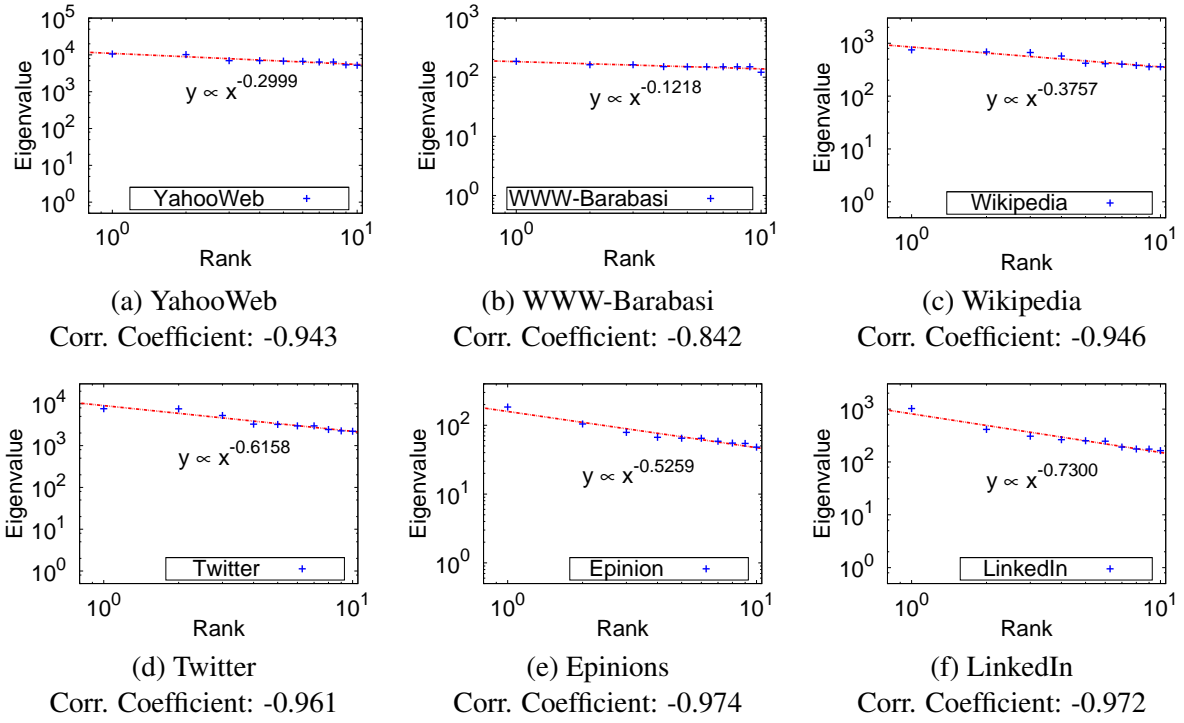 10^5
10^4
10^3
10^2
10^1
10^0
Eigenvalue
y ∝ x^-0.2999
YahooWeb
10^0 10^1
Rank
(a) YahooWeb
Corr. Coefficient: -0.943
10^3
10^2
10^1
10^0
Eigenvalue
y ∝ x^-0.1218
WWW-Barabasi
10^0 10^1
Rank
(b) WWW-Barabasi
Corr. Coefficient: -0.842
10^3
10^2
10^1
10^0
Eigenvalue
y ∝ x^-0.3757
Wikipedia
10^0 10^1
Rank
(c) Wikipedia
Corr. Coefficient: -0.946
10^4
10^3
10^2
10^1
10^0
Eigenvalue
y ∝ x^-0.6158
Twitter
10^0 10^1
Rank
(d) Twitter
Corr. Coefficient: -0.961
10^2
10^1
10^0
Eigenvalue
y ∝ x^-0.5259
Epinion
10^0 10^1
Rank
(e) Epinions
Corr. Coefficient: -0.974
10^3
10^2
10^1
10^0
Eigenvalue
y ∝ x^-0.7300
LinkedIn
10^0 10^1
Rank
(f) LinkedIn
Corr. Coefficient: -0.972